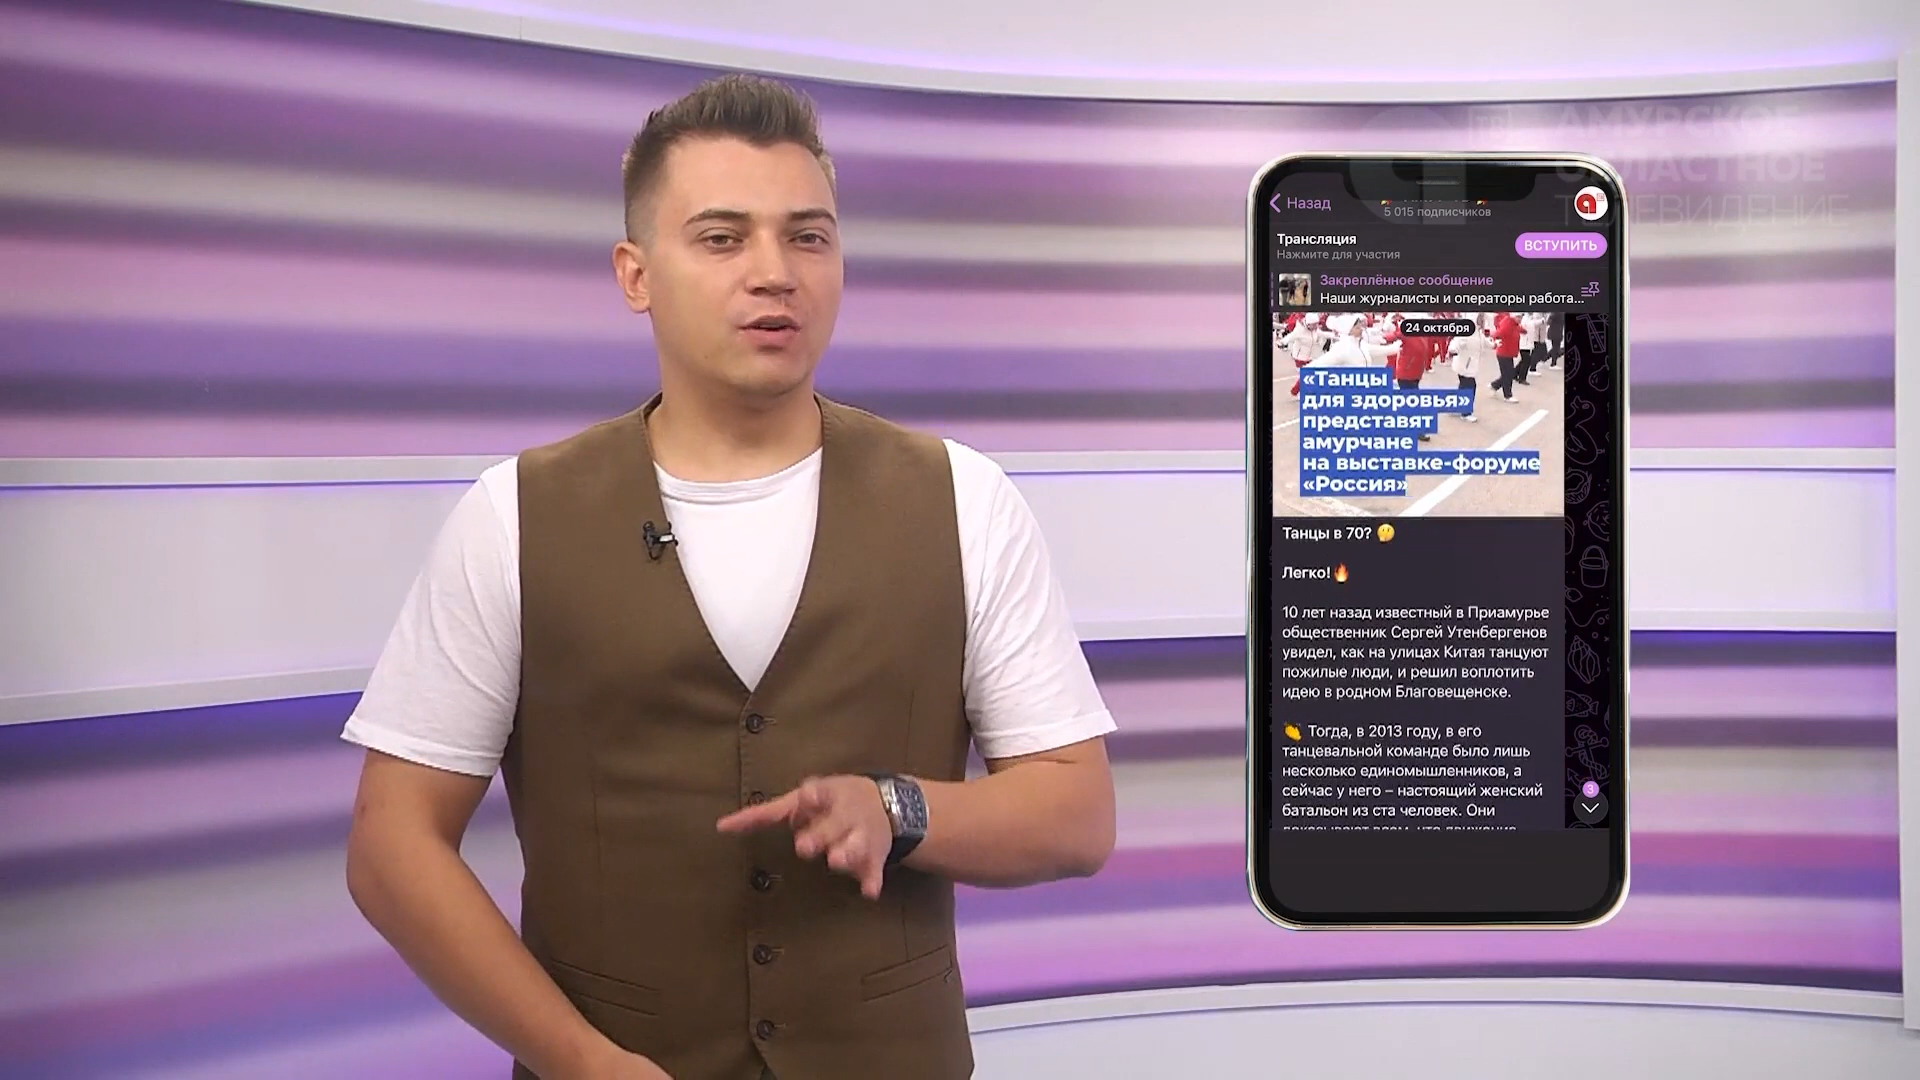 ТВ
АМУРСКОЕ
ОБЛАСТНОЕ
ТЕЛЕВИДЕНИЕ
Назад
5 015 подписчиков
Трансляция
Нажмите для участия
ВСТУПИТЬ
Закреплённое сообщение
Наши журналисты и операторы работа...
24 октября
«Танцы
для здоровья»
представят
амурчане
на выставке-форуме
«Россия»
Танцы в 70? 🤔
Легко!🔥
10 лет назад известный в Приамурье
общественник Сергей Утенбергенов
увидел, как на улицах Китая танцуют
пожилые люди, и решил воплотить
идею в родном Благовещенске.
👏 Тогда, в 2013 году, в его
танцевальной команде было лишь
несколько единомышленников, а
сейчас у него – настоящий женский
батальон из ста человек. Они
3